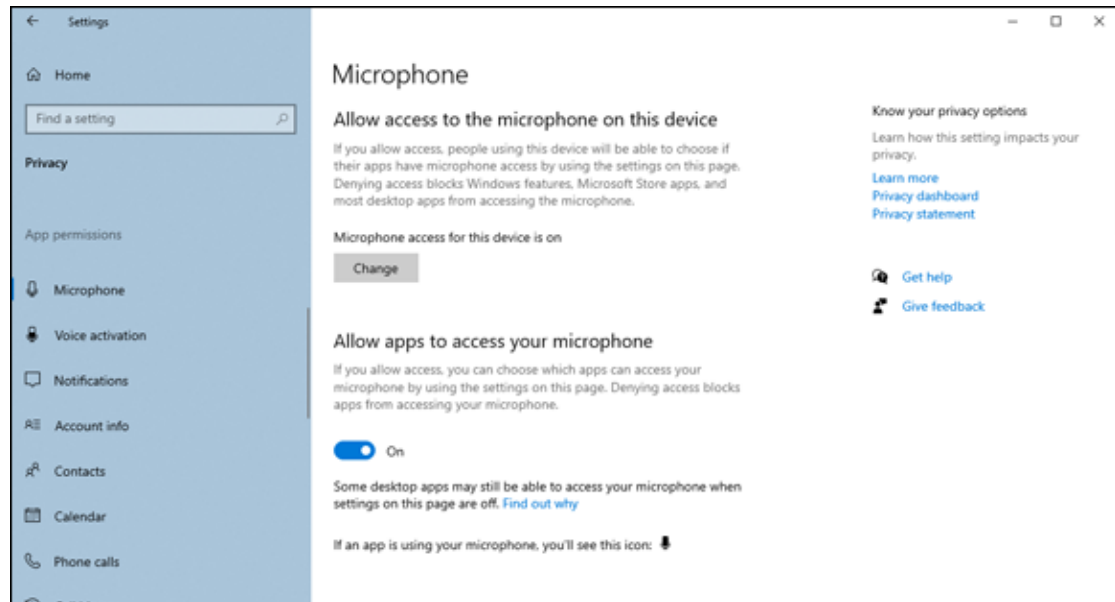 Settings
Home
Find a setting
Privacy
App permissions
Microphone
Voice activation
Notifications
Account info
Contacts
Calendar
Phone calls
Microphone
Allow access to the microphone on this device
If you allow access, people using this device will be able to choose if
their apps have microphone access by using the settings on this page.
Denying access blocks Windows features, Microsoft Store apps, and
most desktop apps from accessing the microphone.
Microphone access for this device is on
Change
Allow apps to access your microphone
If you allow access, you can choose which apps can access your
microphone by using the settings on this page. Denying access blocks
apps from accessing your microphone.
On
Some desktop apps may still be able to access your microphone when
settings on this page are off. Find out why
If an app is using your microphone, you'll see this icon:
Know your privacy options
Learn how this setting impacts your
privacy.
Learn more
Privacy dashboard
Privacy statement
Get help
Give feedback